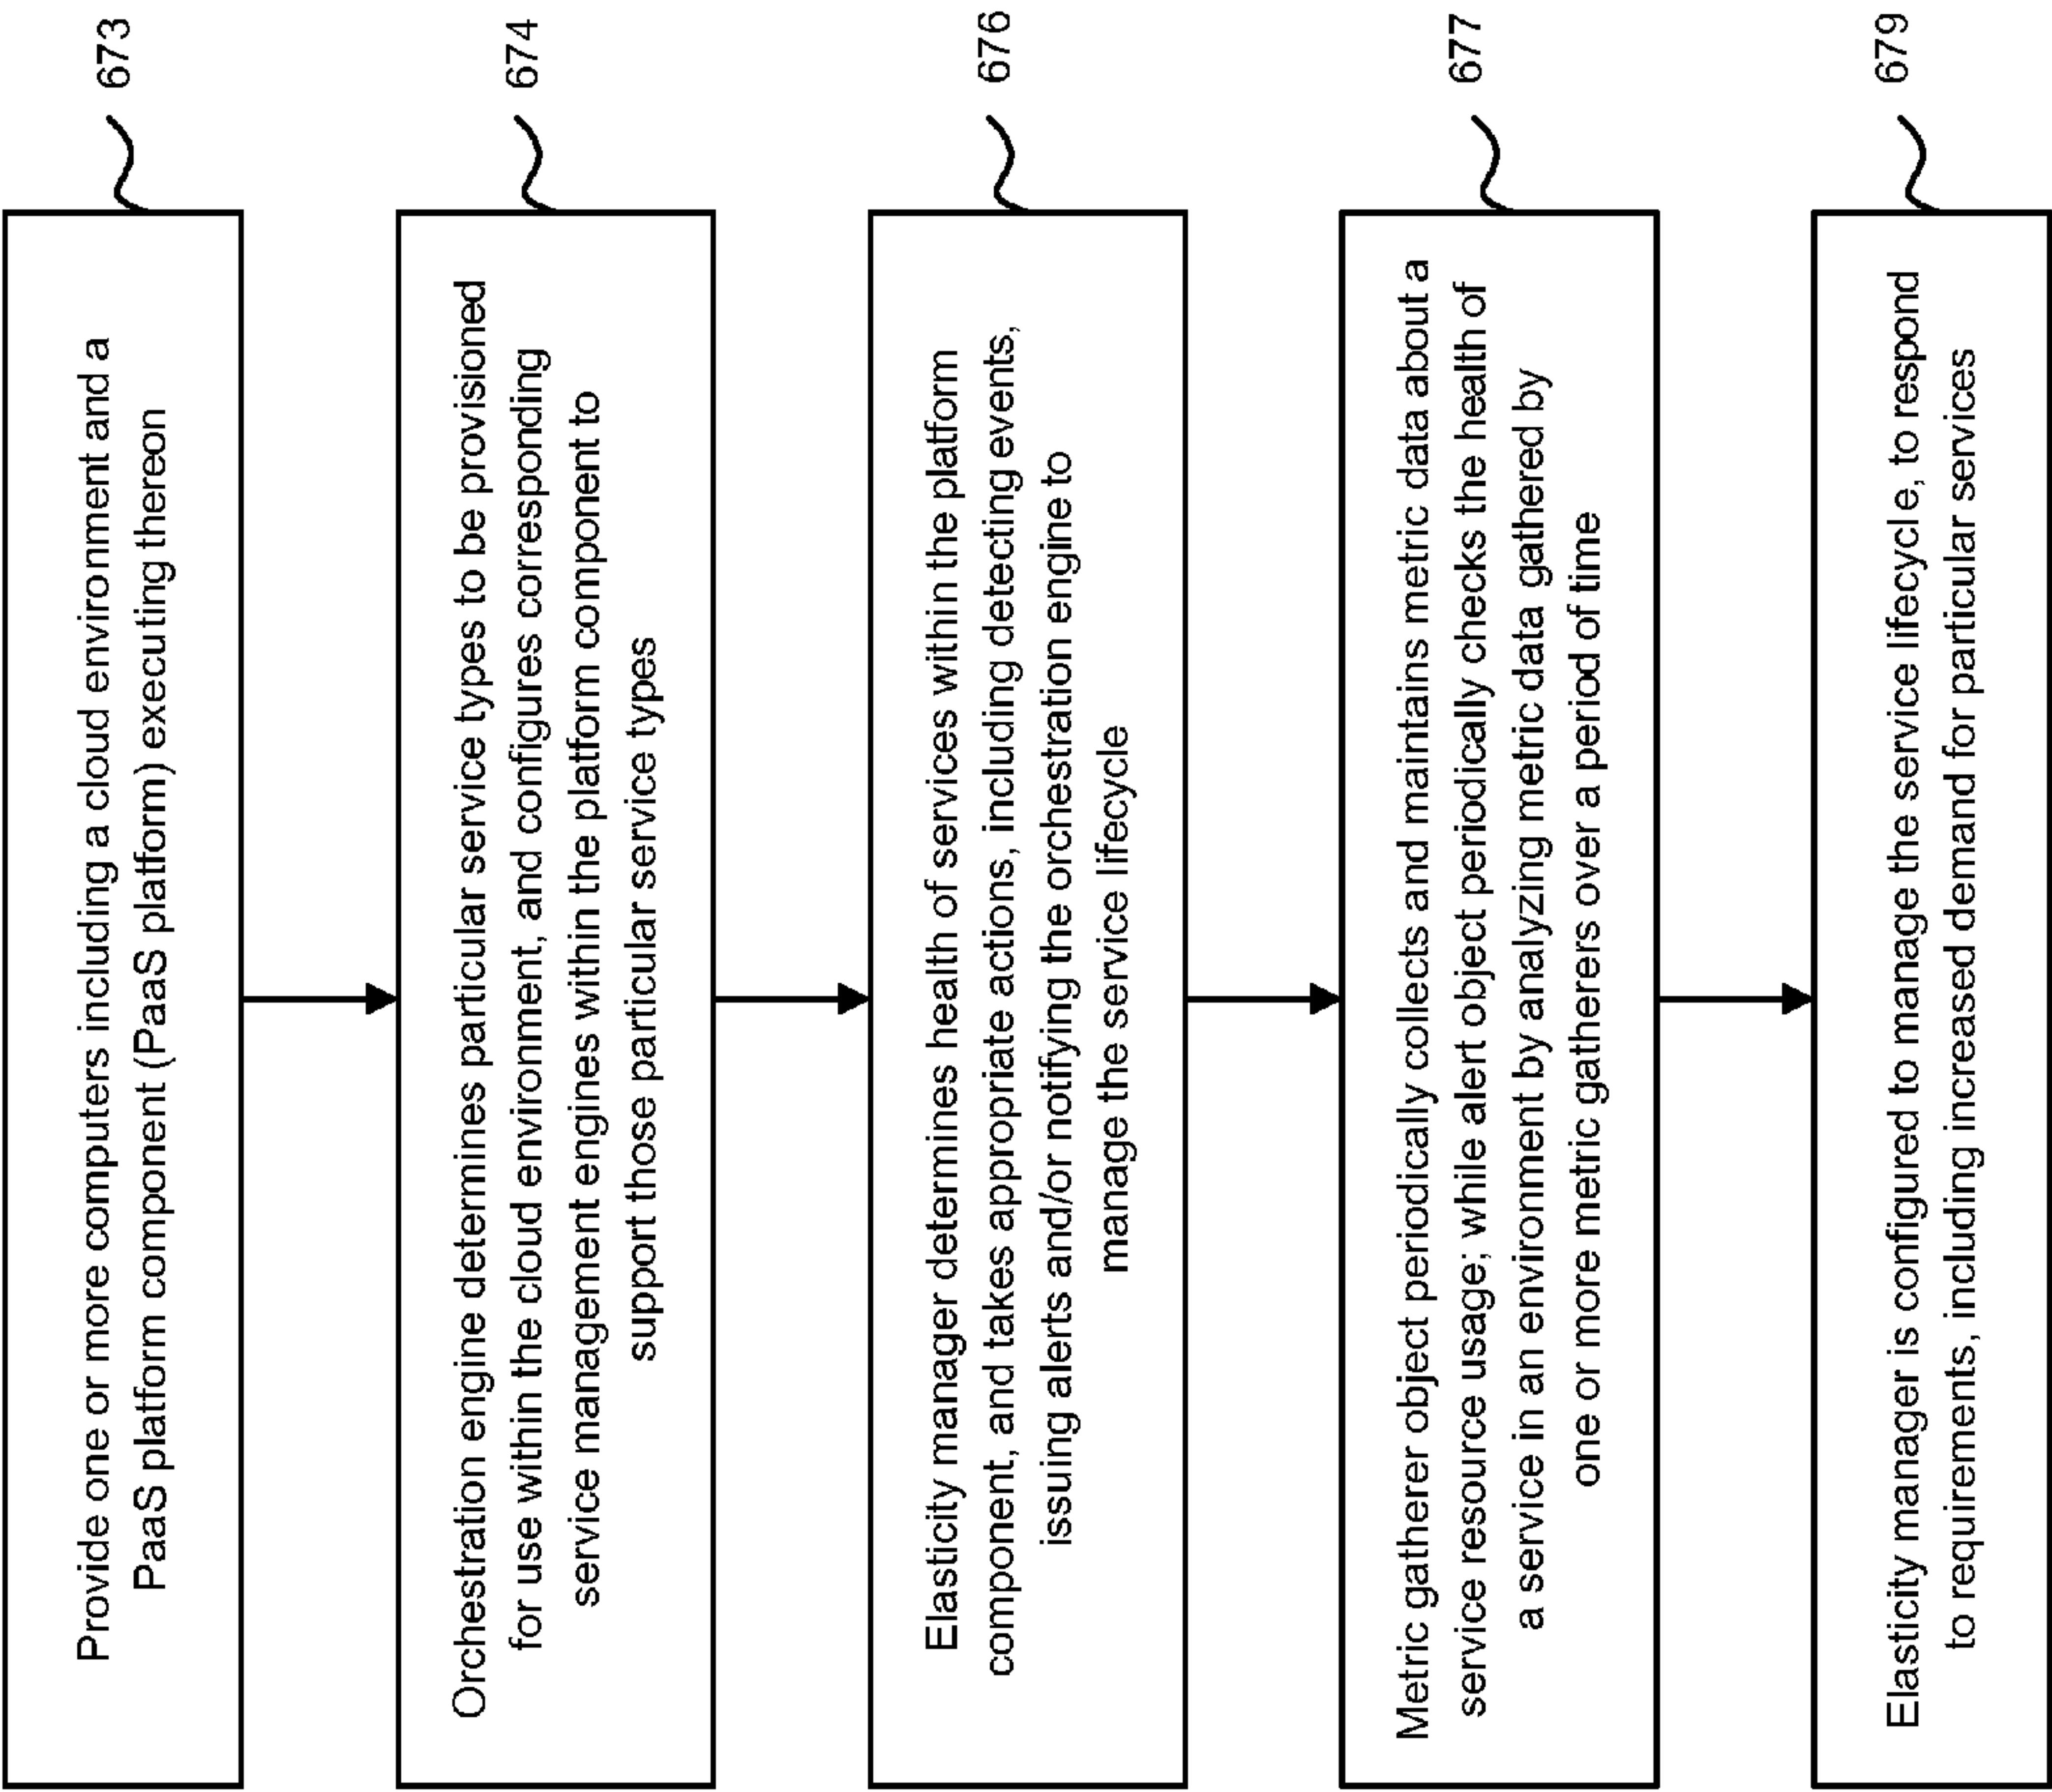 Provide one or more computers including a cloud environment and a
PaaS platform component (PaaS platform) executing thereon
673
Orchestration engine determines particular service types to be provisioned
for use within the cloud environment, and configures corresponding
service management engines within the platform component to
support those particular service types
674
Elasticity manager determines health of services within the platform
component, and takes appropriate actions, including detecting events,
issuing alerts and/or notifying the orchestration engine to
manage the service lifecycle
676
Metric gatherer object periodically collects and maintains metric data about a
service resource usage; while alert object periodically checks the health of
a service in an environment by analyzing metric data gathered by
one or more metric gatherers over a period of time
677
Elasticity manager is configured to manage the service lifecycle, to respond
to requirements, including increased demand for particular services
679